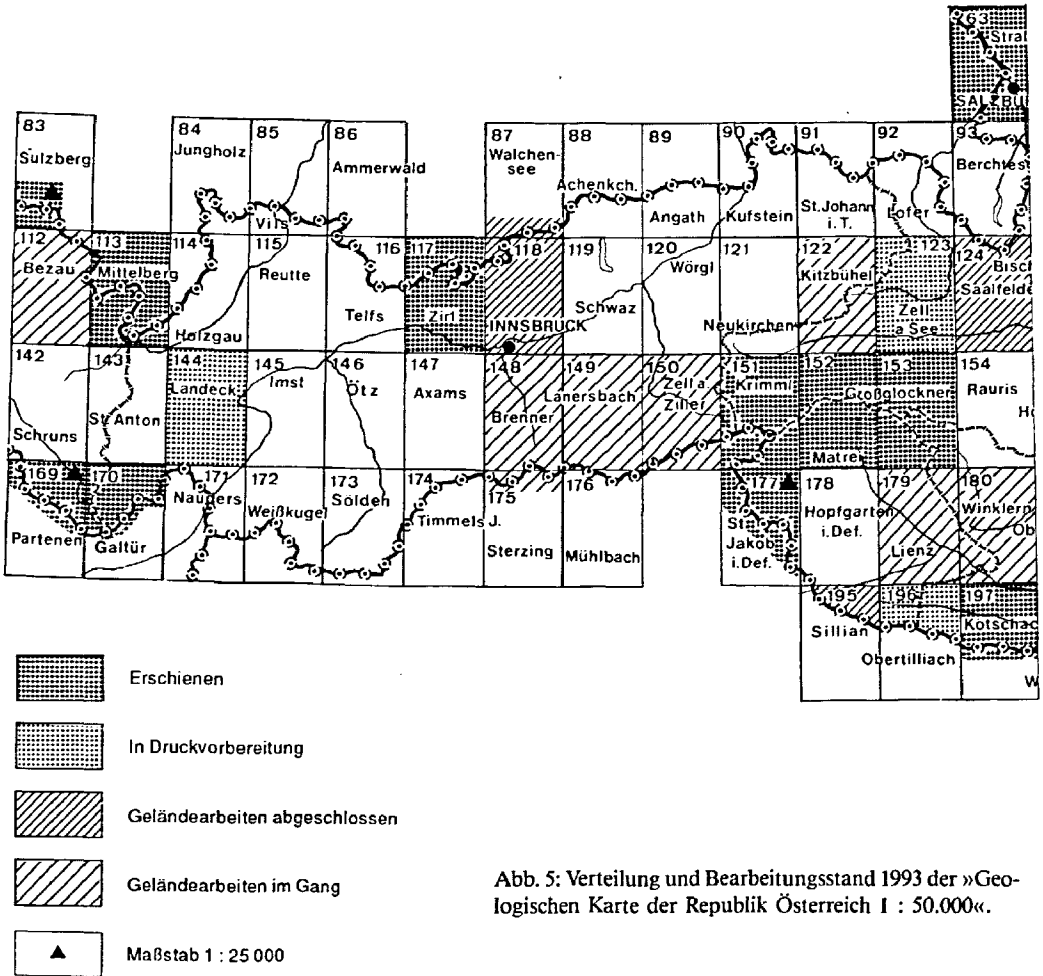 63
Stral
SALZBU
83
Sulzberg
84
Jungholz
85
Vils
86
Ammerwald
87
Walchen-
see
88
Achenkch.
89
Angath
90
Kufstein
91
St.Johann
i.T.
92
Lofer
93
Berchtes
112
Bezau
113
Mittelberg
114
Holzgau
115
Reutte
116
Telfs
117
Zirl
118
INNSBRUCK
119
Schwaz
120
Wörgl
121
Neukirchen
122
Kitzbühel
123
Zell
a See
124
Saalfelde
Bisch
142
Schruns
143
St.Anton
144
Landeck
145
Imst
146
Ötz
147
Axams
148
Brenner
149
Lanersbach
150
Zell a.
Ziller
151
Krimml
152
Matrei
153
Großglockner
154
Rauris
169
Partenen
170
Galtür
171
Nauders
172
Weißkugel
173
Sölden
174
Timmels J.
175
Sterzing
176
Mühlbach
177
St.
Jakob
i.Def.
178
Hopfgarten
i.Def.
179
Lienz
180
Winklern
Ob
195
Sillian
196
Obertilliach
197
Kötschac
W
Erschienen
In Druckvorbereitung
Geländearbeiten abgeschlossen
Geländearbeiten im Gang
Maßstab 1 : 25 000
Abb. 5: Verteilung und Bearbeitungsstand 1993 der »Geo-
logischen Karte der Republik Österreich 1 : 50.000«.